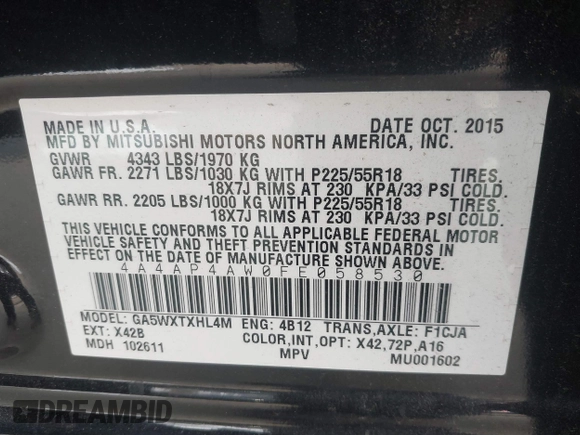 MADE IN U.S.A. DATE OCT. 2015
MFD BY MITSUBISHI MOTORS NORTH AMERICA, INC.
GVWR 4343 LBS/1970 KG
GAWR FR. 2271 LBS/1030 KG WITH P225/55R18 TIRES.
18X7J RIMS AT 230 KPA/33 PSI COLD.
GAWR RR. 2205 LBS/1000 KG WITH P225/55R18 TIRES.
18X7J RIMS AT 230 KPA/33 PSI COLD.
THIS VEHICLE CONFORMS TO ALL APPLICABLE FEDERAL MOTOR
VEHICLE SAFETY AND THEFT PREVENTION STANDARDS IN
EFFECT ON THE DATE OF MANUFACTURE SHOWN ABOVE.
4A4AP4AW0FE058530
MODEL: GA5WXTXHL4M ENG: 4B12 TRANS,AXLE: F1CJA
EXT: X42B COLOR,INT,OPT: X42,72P,A16
MDH 102611 MPV MU001602
DREAMBID